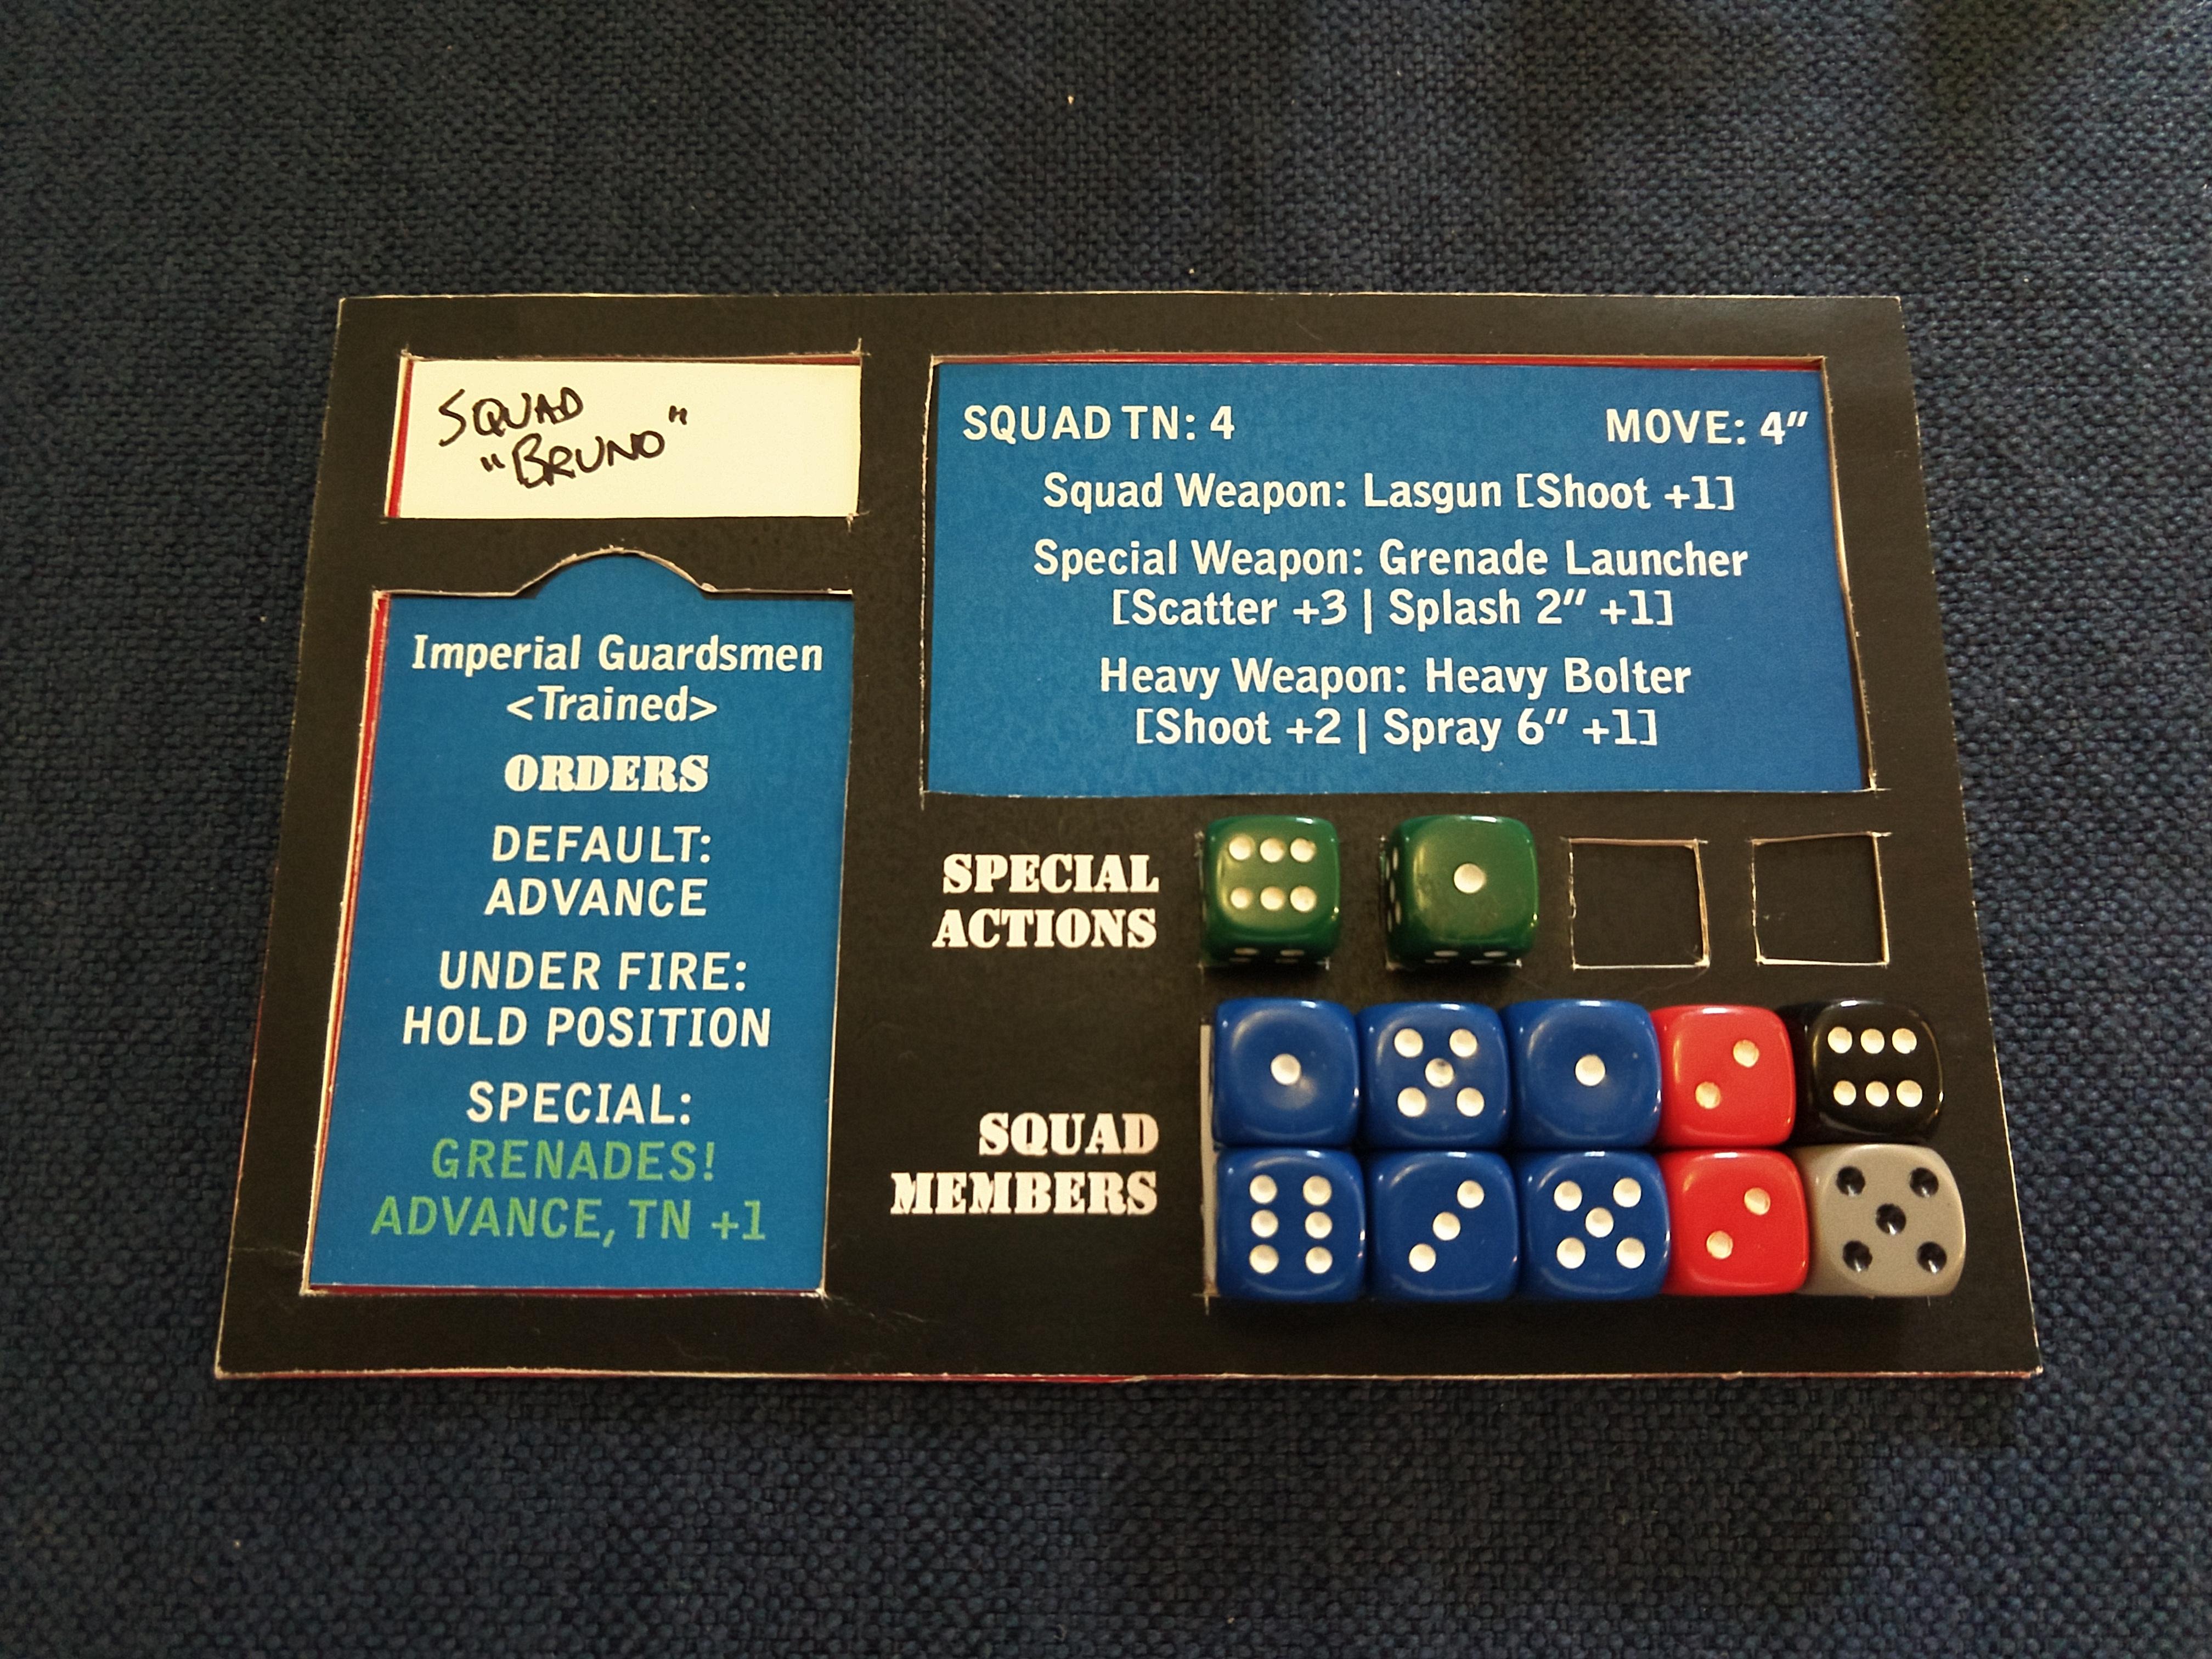 SQUAD
"BRUNO"
Imperial Guardsmen
<Trained>
ORDERS
DEFAULT:
ADVANCE
UNDER FIRE:
HOLD POSITION
SPECIAL:
GRENADES!
ADVANCE, TN +1
SQUAD TN: 4 MOVE: 4"
Squad Weapon: Lasgun [Shoot +1]
Special Weapon: Grenade Launcher
[Scatter +3 | Splash 2" +1]
Heavy Weapon: Heavy Bolter
[Shoot +2 | Spray 6" +1]
SPECIAL
ACTIONS
SQUAD
MEMBERS